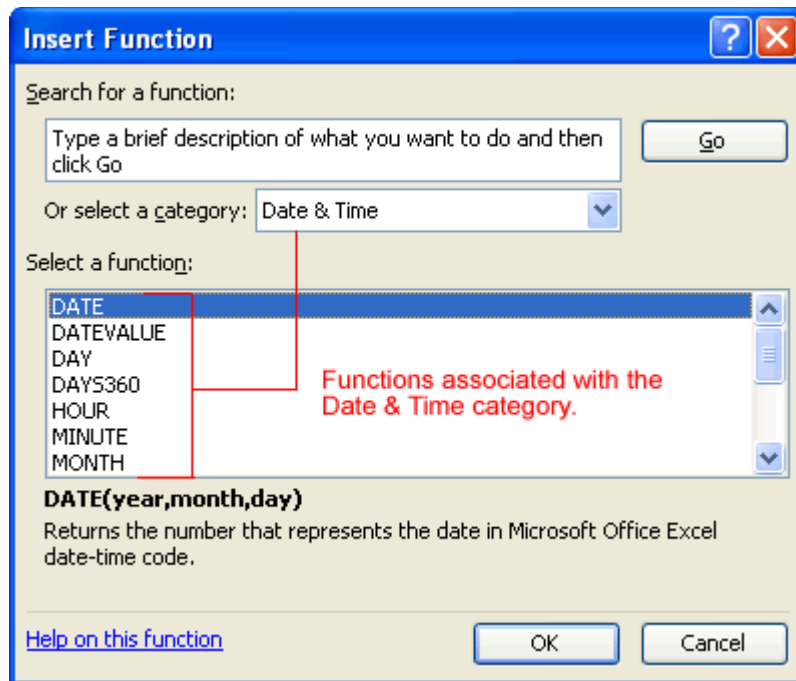 Insert Function
Search for a function:
Type a brief description of what you want to do and then
click Go
Go
Or select a category: Date & Time
Select a function:
DATE
DATEVALUE
DAY
DAYS360
HOUR
MINUTE
MONTH
Functions associated with the
Date & Time category.
DATE(year,month,day)
Returns the number that represents the date in Microsoft Office Excel
date-time code.
Help on this function
OK
Cancel